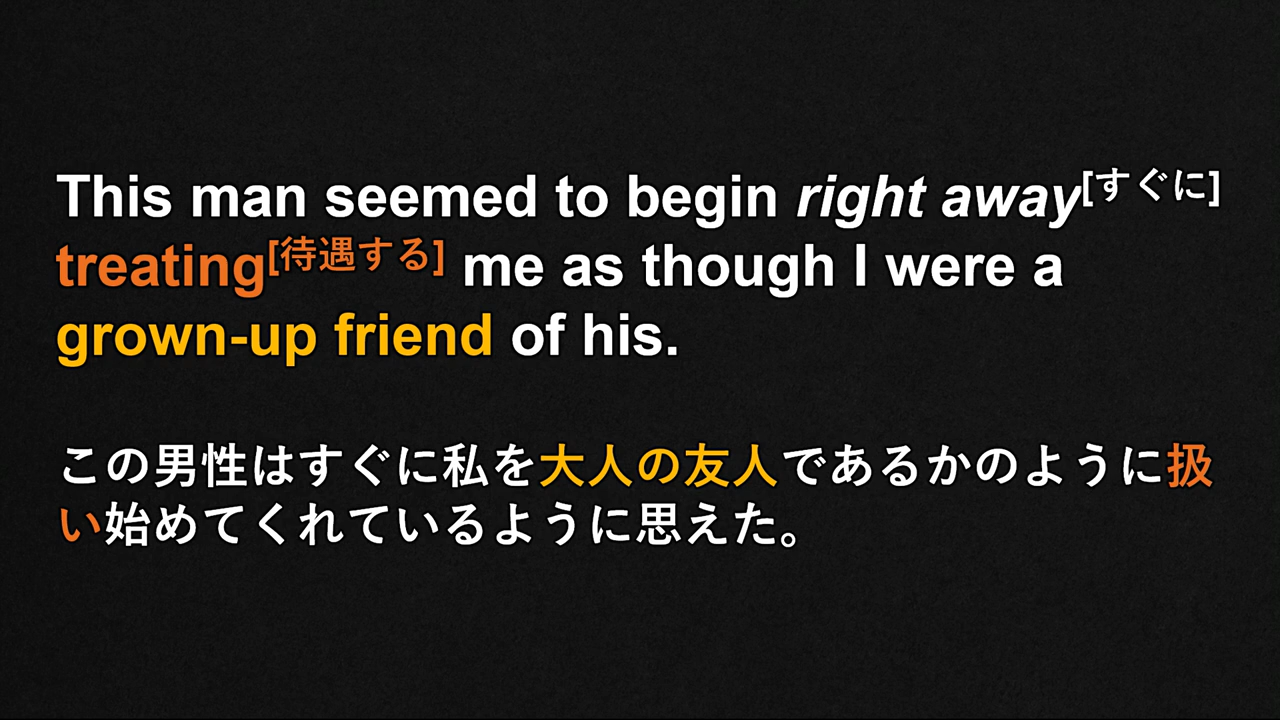 This man seemed to begin right away[すぐに]
treating[待遇する] me as though I were a
grown-up friend of his.
この男性はすぐに私を大人の友人であるかのように扱
い始めてくれているように思えた。